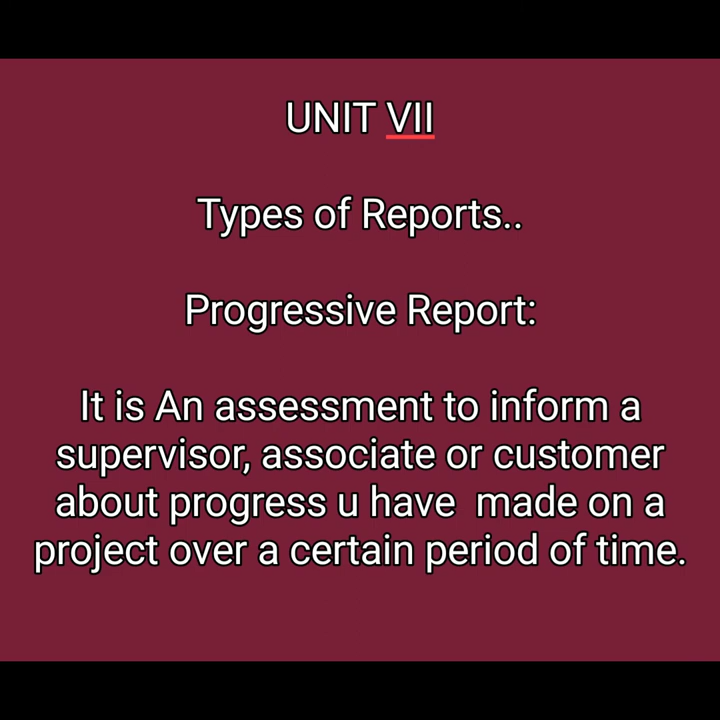 UNIT VII
Types of Reports..
Progressive Report:
It is An assessment to inform a
supervisor, associate or customer
about progress u have  made on a
project over a certain period of time.